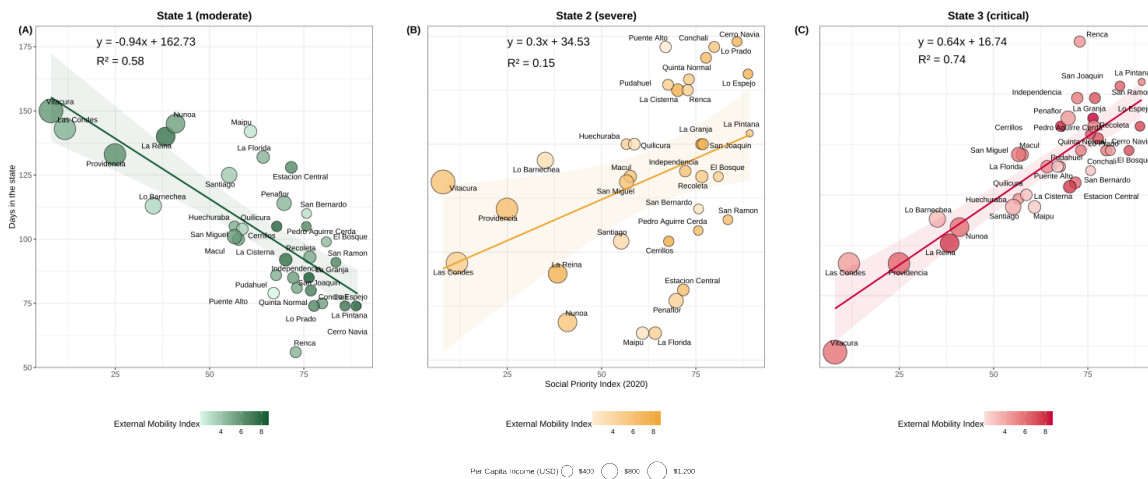 State 1 (moderate)
State 2 (severe)
State 3 (critical)
(A)
y = -0.94x + 162.73
R² = 0.58
Days in the state
175
150
125
100
75
50
25
50
75
Vitacura
Las Condes
Nunoa
La Reina
Providencia
Maipu
La Florida
Estacion Central
Santiago
Lo Barnechea
Penaflor
San Bernardo
Huechuraba
Quilicura
Pedro Aguirre Cerda
San Miguel
Cerrillos
El Bosque
Macul
La Cisterna
Recoleta
San Ramon
Independencia
La Granja
Pudahuel
San Joaquin
Puente Alto
Quinta Normal
Conchali
Lo Espejo
Lo Prado
La Pintana
Cerro Navia
Renca
(B)
y = 0.3x + 34.53
R² = 0.15
Puente Alto
Conchali
Cerro Navia
Lo Prado
Quinta Normal
Pudahuel
Lo Espejo
La Cisterna
Renca
La Pintana
Huechuraba
La Granja
Quilicura
San Joaquin
Lo Barnechea
Independencia
Macul
El Bosque
Vitacura
San Miguel
Recoleta
San Bernardo
Providencia
San Ramon
Pedro Aguirre Cerda
Santiago
Cerrillos
Las Condes
La Reina
Estacion Central
Penaflor
Nunoa
Maipu
La Florida
25
50
75
Social Priority Index (2020)
(C)
y = 0.64x + 16.74
R² = 0.74
Renca
San Joaquin
La Pintana
Independencia
San Ramon
Penaflor
La Granja
Lo Espejo
Cerrillos
Pedro Aguirre Cerda
Recoleta
Quinta Normal
San Miguel
Macul
Pudahuel
Conchali
El Bosque
La Florida
Puente Alto
San Bernardo
Quilicura
La Cisterna
Estacion Central
Huechuraba
Lo Barnechea
Santiago
Maipu
Nunoa
La Reina
Las Condes
Providencia
Vitacura
25
50
75
External Mobility Index
4
6
8
External Mobility Index
4
6
8
External Mobility Index
4
6
8
Per Capita Income (USD)
$400
$800
$1,200